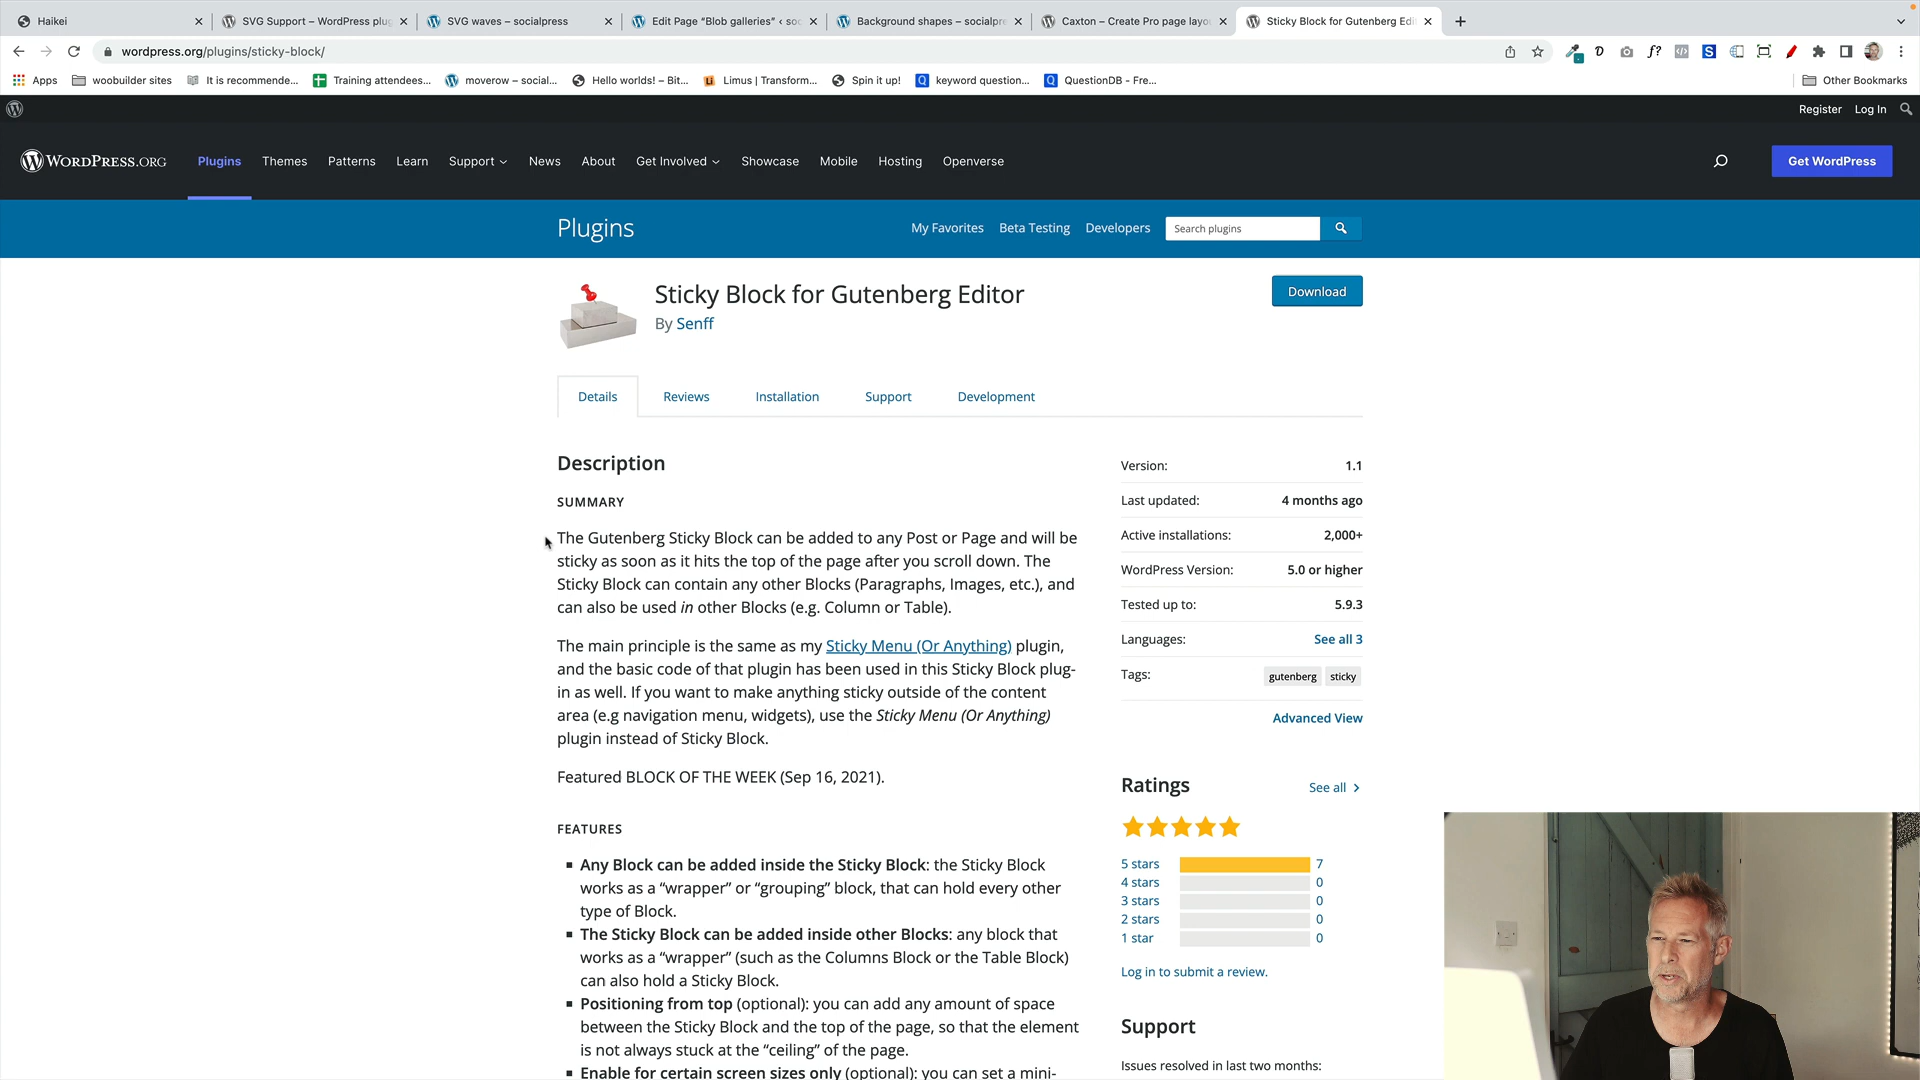 Haikei
SVG Support – WordPress plug
SVG waves – socialpress
Edit Page “Blob galleries” ‹ soc
Background shapes – socialpre
Caxton – Create Pro page layo
Sticky Block for Gutenberg Edi
wordpress.org/plugins/sticky-block/
Apps
woobuilder sites
It is recommende...
Training attendees...
moverow – social...
Hello worlds! – Bit...
Limus | Transform...
Spin it up!
keyword question...
QuestionDB - Fre...
Other Bookmarks
Register
Log In
WORDPRESS.ORG
Plugins
Themes
Patterns
Learn
Support
News
About
Get Involved
Showcase
Mobile
Hosting
Openverse
Get WordPress
Plugins
My Favorites
Beta Testing
Developers
Search plugins
Sticky Block for Gutenberg Editor
By Senff
Download
Details
Reviews
Installation
Support
Development
Description
SUMMARY
The Gutenberg Sticky Block can be added to any Post or Page and will be
sticky as soon as it hits the top of the page after you scroll down. The
Sticky Block can contain any other Blocks (Paragraphs, Images, etc.), and
can also be used in other Blocks (e.g. Column or Table).
The main principle is the same as my Sticky Menu (Or Anything) plugin,
and the basic code of that plugin has been used in this Sticky Block plug-
in as well. If you want to make anything sticky outside of the content
area (e.g navigation menu, widgets), use the Sticky Menu (Or Anything)
plugin instead of Sticky Block.
Featured BLOCK OF THE WEEK (Sep 16, 2021).
FEATURES
Any Block can be added inside the Sticky Block: the Sticky Block
works as a “wrapper” or “grouping” block, that can hold every other
type of Block.
The Sticky Block can be added inside other Blocks: any block that
works as a “wrapper” (such as the Columns Block or the Table Block)
can also hold a Sticky Block.
Positioning from top (optional): you can add any amount of space
between the Sticky Block and the top of the page, so that the element
is not always stuck at the “ceiling” of the page.
Enable for certain screen sizes only (optional): you can set a mini-
Version: 1.1
Last updated: 4 months ago
Active installations: 2,000+
WordPress Version: 5.0 or higher
Tested up to: 5.9.3
Languages: See all 3
Tags: gutenberg sticky
Advanced View
Ratings
See all
5 stars 7
4 stars 0
3 stars 0
2 stars 0
1 star 0
Log in to submit a review.
Support
Issues resolved in last two months: